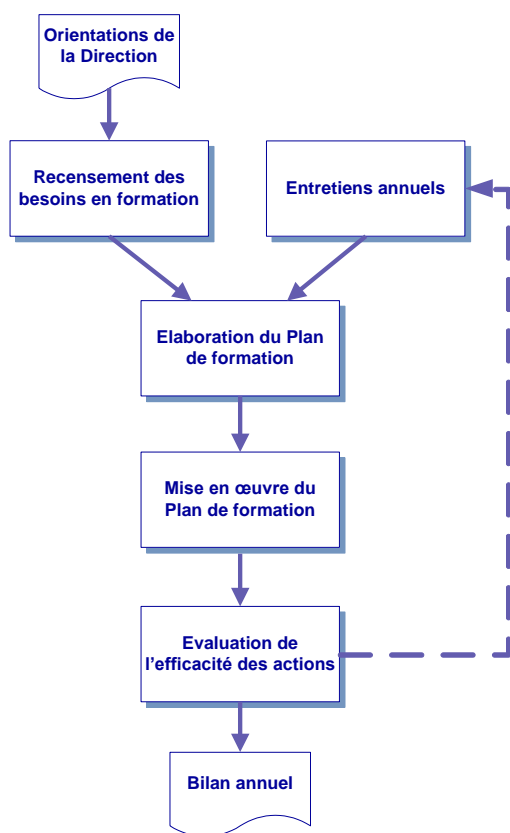 Orientations de
la Direction
Recensement des
besoins en formation
Entretiens annuels
Elaboration du Plan
de formation
Mise en œuvre du
Plan de formation
Evaluation de
l'efficacité des actions
Bilan annuel